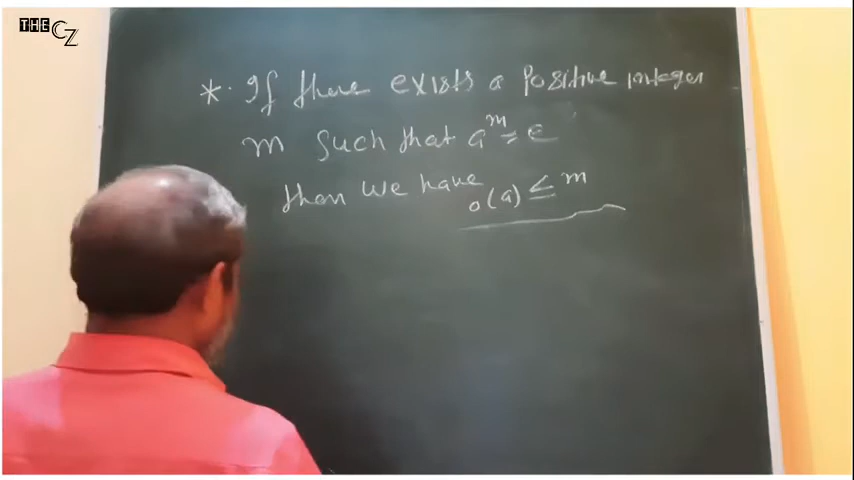 THE CZ
*. If there exists a Positive integer
m Such that a^m = e
then we have o(a) ≤ m